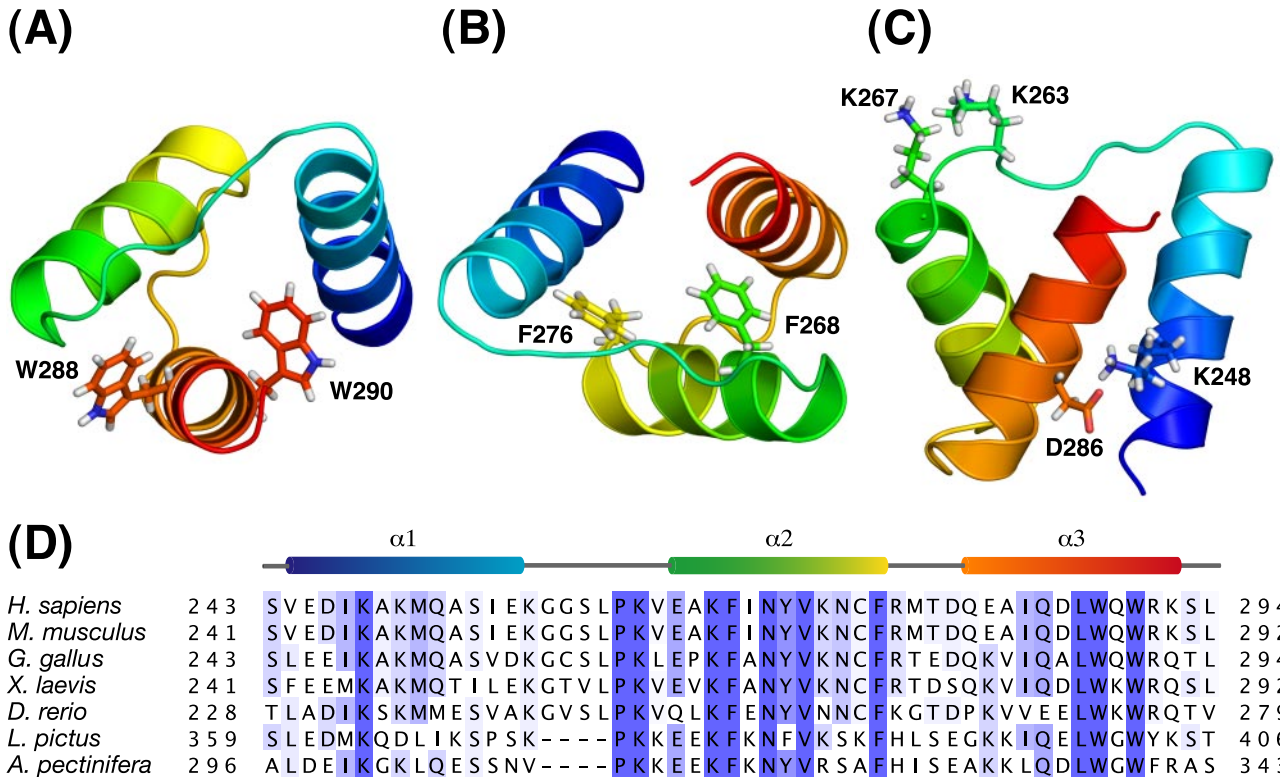 (A)
(B)
(C)
K267
K263
F276
F268
W288
W290
K248
D286
(D)
α1
α2
α3
H. sapiens 243 SVEDIKAKMQASIEKGGSLPKVEAKFINYVKNCFRMTDQEAIQDLWQWRKSL 294
M. musculus 241 SVEDIKAKMQASIEKGGSLPKVEAKFINYVKNCFRMTDQEAIQDLWQWRKSL 292
G. gallus 243 SLEEIKAKMQASVDKGCSLPKLEPKFANYVKNCFRTEDQKVIQALWQWRQTL 294
X. laevis 241 SFEEMKAKMQTILEKGTVLPKVEVKFANYVKNCFRTDSQKVIQDLWKWRQSL 292
D. rerio 228 TLADIKSKMMESVAKGVSLPKVQLKFENYVNNCFKGTDPKVVEELWKWRQTV 279
L. pictus 359 SLEDMKQDLIKSPSK----PKKEEKFKNFVKSKFHLSEGKKIQELWGWYKST 406
A. pectinifera 296 ALDEIKGKLQESSNV----PKKEEKFKNYVRSAFHISEAKKLQDLWGWFRAS 343